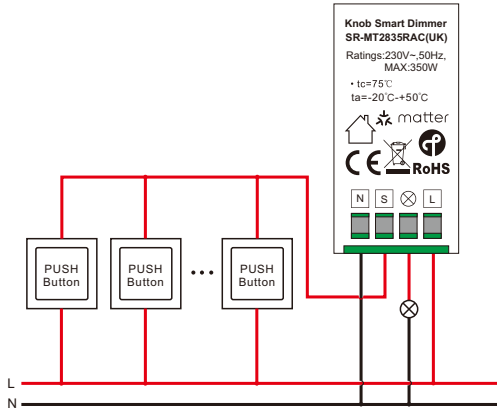 Knob Smart Dimmer
SR-MT2835RAC(UK)
Ratings:230V~,50Hz,
MAX:350W
• tc=75℃
ta=-20℃-+50℃
matter
CE
RoHS
N S L
PUSH
Button
PUSH
Button
•••
PUSH
Button
L
N